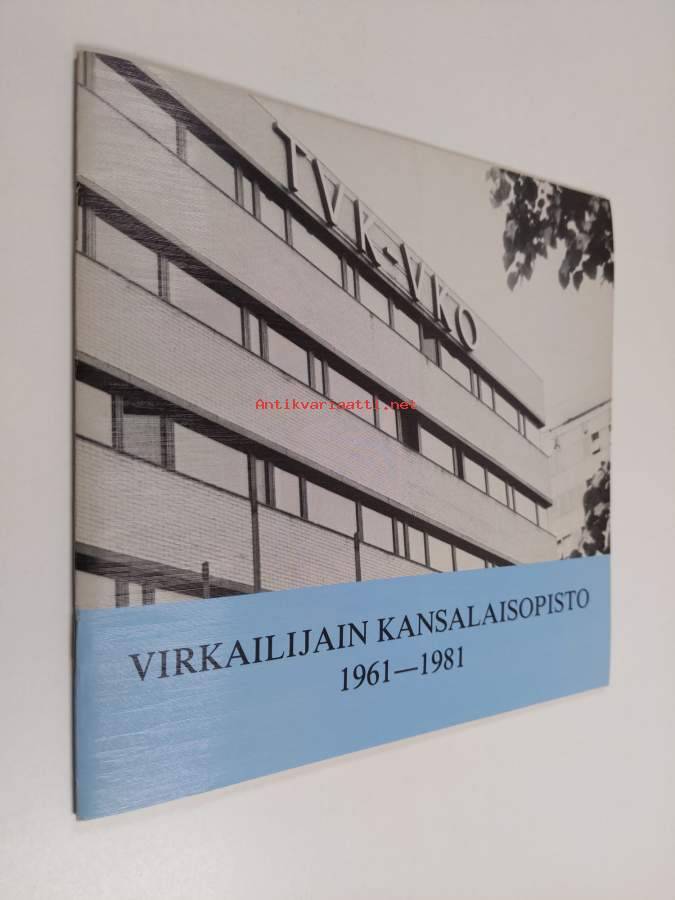 TVK-VKO
Antikvariaatti.net
VIRKAILIJAIN KANSALAISOPISTO
1961—1981